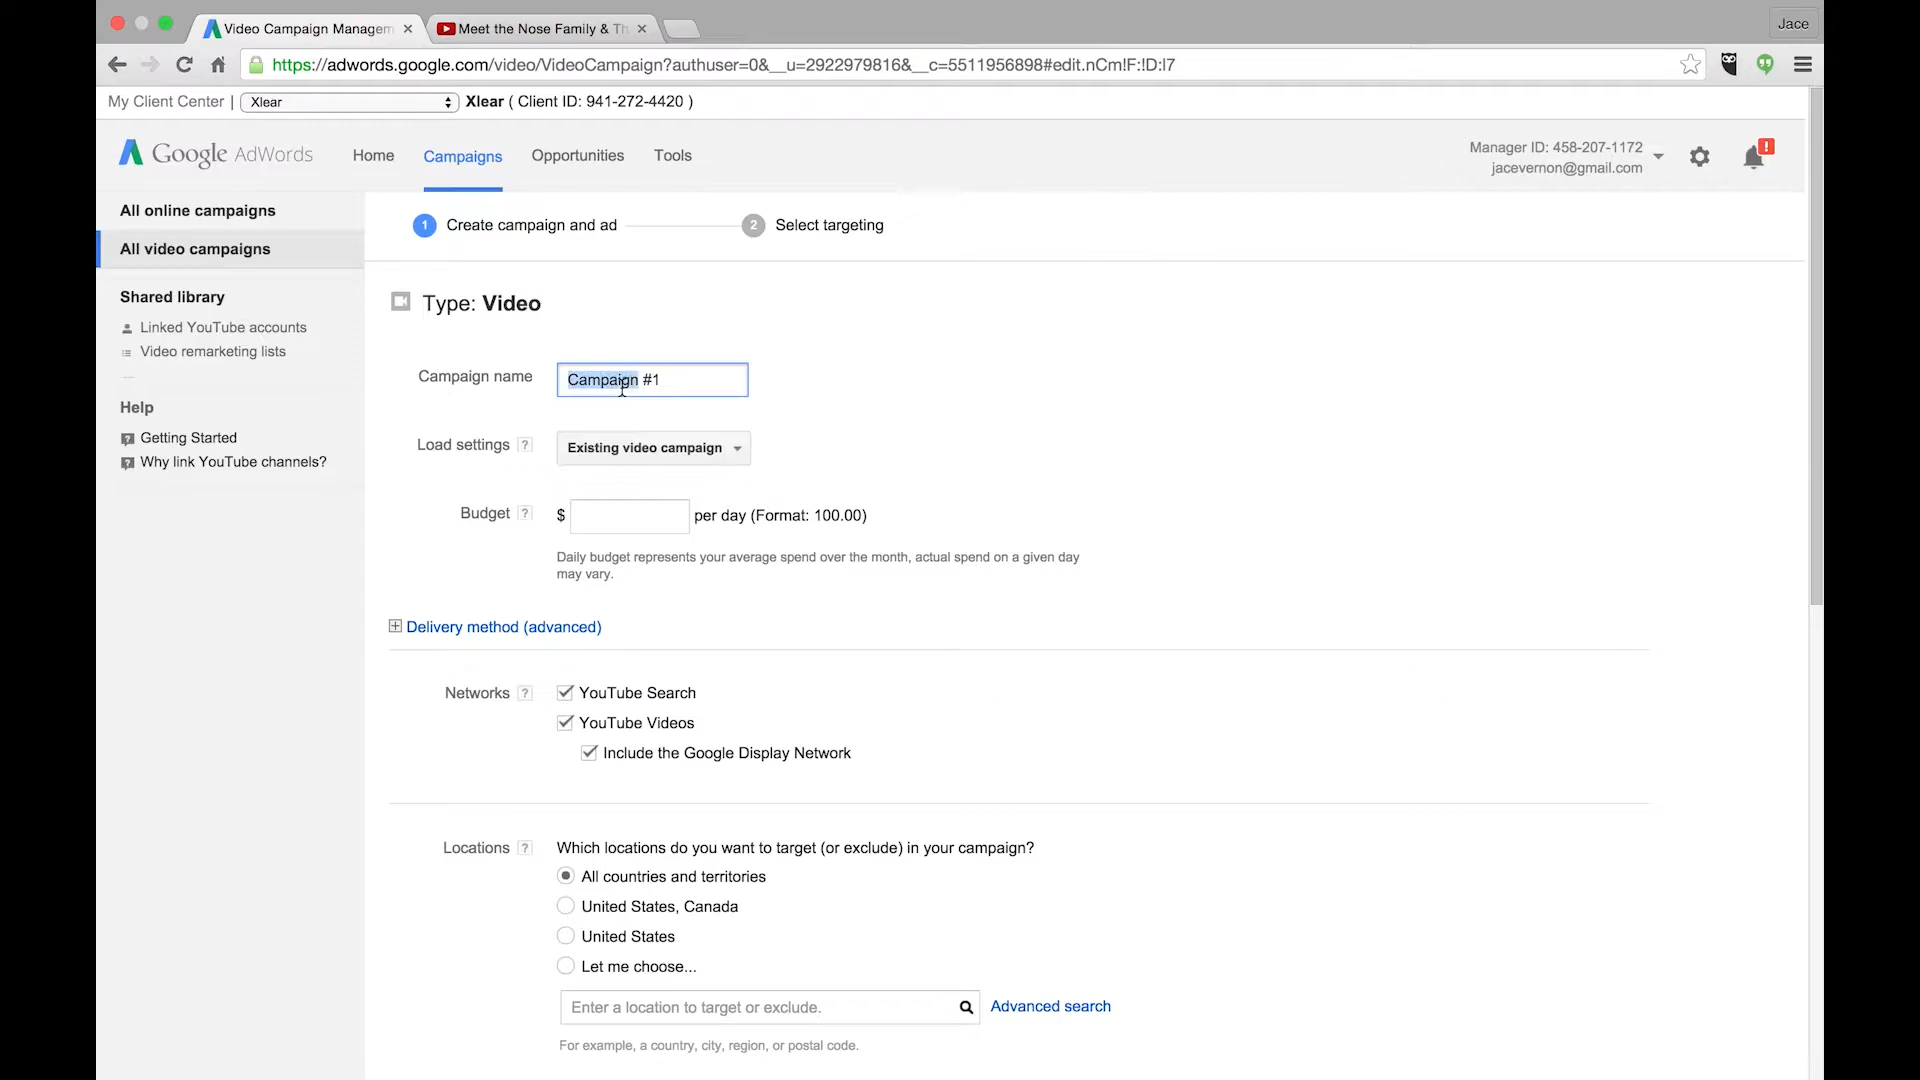 Video Campaign Managem
Meet the Nose Family & Th
Jace
https://adwords.google.com/video/VideoCampaign?authuser=0&__u=2922979816&__c=5511956898#edit.nCm!F:!D:l7
My Client Center | Xlear Xlear ( Client ID: 941-272-4420 )
Google AdWords Home Campaigns Opportunities Tools
Manager ID: 458-207-1172
jacevernon@gmail.com
!
All online campaigns
All video campaigns
Shared library
Linked YouTube accounts
Video remarketing lists
Help
Getting Started
Why link YouTube channels?
1 Create campaign and ad 2 Select targeting
Type: Video
Campaign name Campaign #1
Load settings ? Existing video campaign
Budget ? $ per day (Format: 100.00)
Daily budget represents your average spend over the month, actual spend on a given day
may vary.
Delivery method (advanced)
Networks ? YouTube Search
YouTube Videos
Include the Google Display Network
Locations ? Which locations do you want to target (or exclude) in your campaign?
All countries and territories
United States, Canada
United States
Let me choose...
Enter a location to target or exclude. Advanced search
For example, a country, city, region, or postal code.